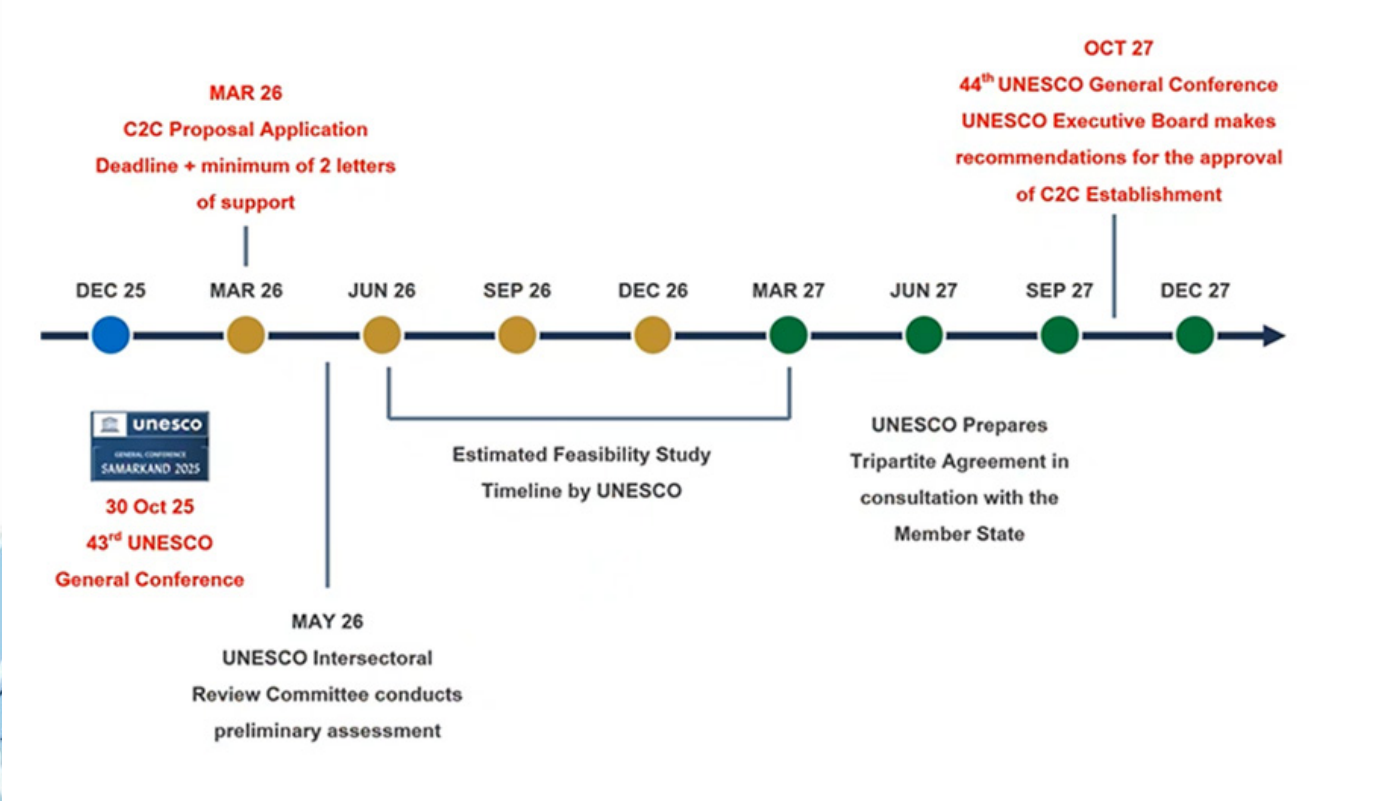 OCT 27
44th UNESCO General Conference
UNESCO Executive Board makes
recommendations for the approval
of C2C Establishment
MAR 26
C2C Proposal Application
Deadline + minimum of 2 letters
of support
DEC 25
MAR 26
JUN 26
SEP 26
DEC 26
MAR 27
JUN 27
SEP 27
DEC 27
unesco
GENERAL CONFERENCE
SAMARKAND 2025
30 Oct 25
43rd UNESCO
General Conference
Estimated Feasibility Study
Timeline by UNESCO
UNESCO Prepares
Tripartite Agreement in
consultation with the
Member State
MAY 26
UNESCO Intersectoral
Review Committee conducts
preliminary assessment